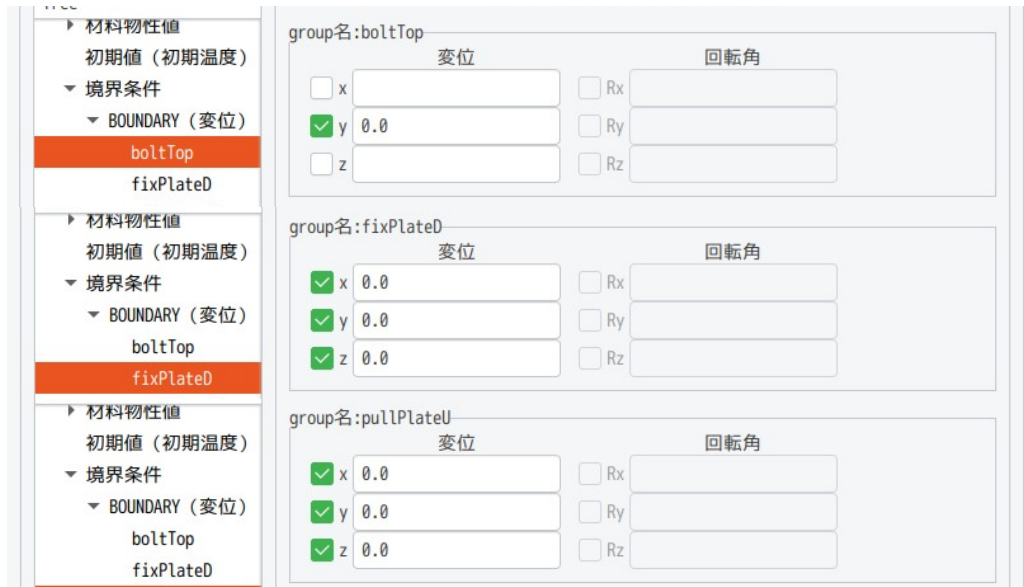 材料物性値
初期値 (初期温度)
境界条件
BOUNDARY (変位)
boltTop
fixPlateD
group名:boltTop
変位 回転角
x Rx
y 0.0 Ry
z Rz
材料物性値
初期値 (初期温度)
境界条件
BOUNDARY (変位)
boltTop
fixPlateD
group名:fixPlateD
変位 回転角
x 0.0 Rx
y 0.0 Ry
z 0.0 Rz
材料物性値
初期値 (初期温度)
境界条件
BOUNDARY (変位)
boltTop
fixPlateD
group名:pullPlateU
変位 回転角
x 0.0 Rx
y 0.0 Ry
z 0.0 Rz